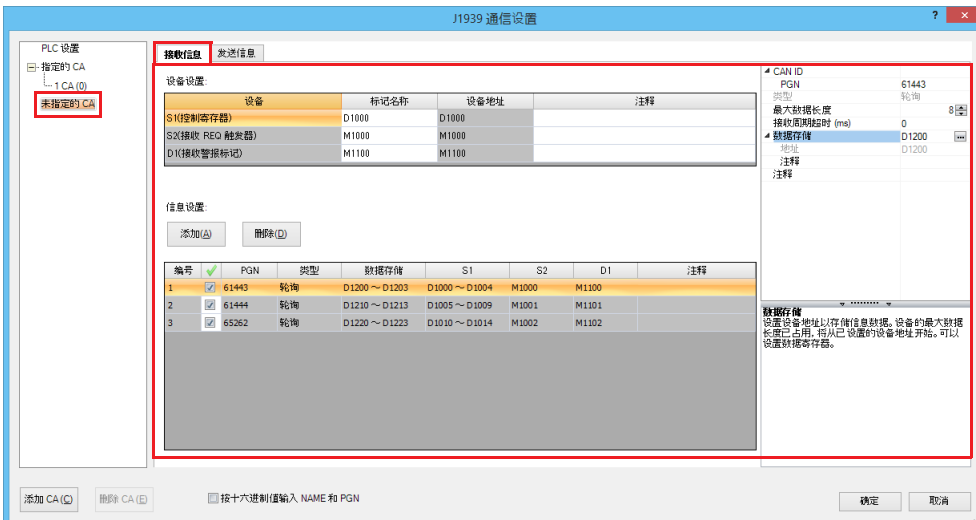 J1939 通信设置
?
×
PLC 设置
指定的 CA
1 CA (0)
未指定的 CA
接收信息 发送信息
设备设置:
设备 标记名称 设备地址 注释
S1(控制寄存器) D1000 D1000
S2(接收 REQ 触发器) M1000 M1000
D1(接收警报标记) M1100 M1100
信息设置:
添加(A) 删除(D)
编号 PGN 类型 数据存储 S1 S2 D1 注释
1 61443 轮询 D1200 ～ D1203 D1000 ～ D1004 M1000 M1100
2 61444 轮询 D1210 ～ D1213 D1005 ～ D1009 M1001 M1101
3 65262 轮询 D1220 ～ D1223 D1010 ～ D1014 M1002 M1102
CAN ID
PGN 61443
类型 轮询
最大数据长度 8
接收周期超时 (ms) 0
数据存储 D1200 ...
地址 D1200
注释
注释
数据存储
设置设备地址以存储信息数据。设备的最大数据
长度已占用, 将从已设置的设备地址开始。可以
设置数据寄存器。
添加 CA(C) 删除 CA(E) 按十六进制值输入 NAME 和 PGN 确定 取消